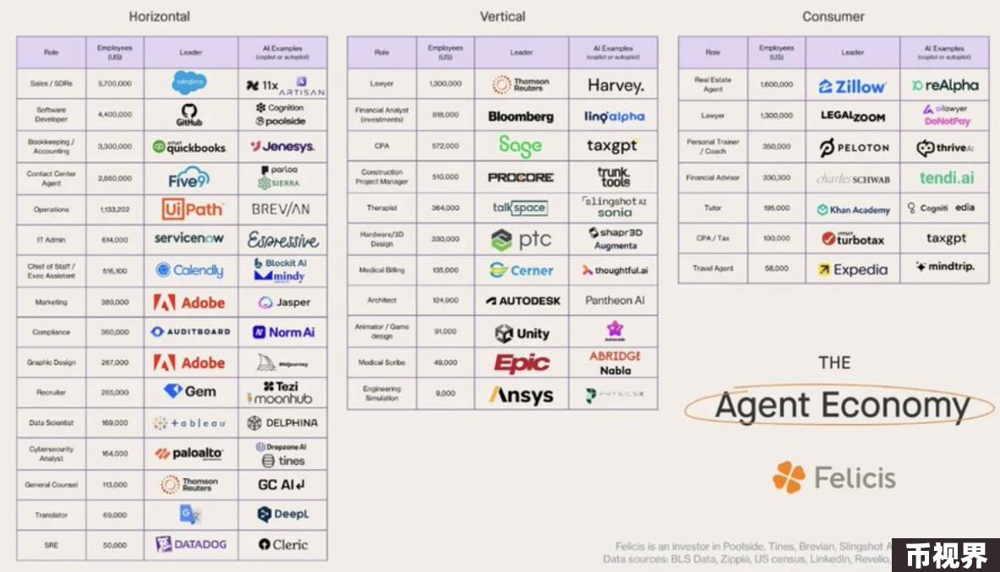 Horizontal
Role Employees (US) Leader AI Examples (copilot or autopilot)
Sales / SDRs 5,700,000 salesforce 11x ARTISAN
Software Developer 4,400,000 GitHub Cognition poolside
Bookkeeping / Accounting 3,300,000 intuit quickbooks. Jenesys.
Contact Center Agent 2,860,000 Five9 parloa SIERRA
Operations 1,133,202 UiPath BREV/AN
IT Admin 614,000 servicenow Espressive
Chief of Staff / Exec Assistant 516,100 Calendly Blockit AI mindy
Marketing 389,000 Adobe Jasper
Compliance 360,000 AUDITBOARD Norm Ai
Graphic Design 267,000 Adobe Midjourney
Recruiter 265,000 Gem Tezi moonhub
Data Scientist 169,000 +ableau DELPHINA
Cybersecurity Analyst 164,000 paloalto Dropzone AI tines
General Counsel 113,000 Thomson Reuters GC AI
Translator 69,000 G DeepL
SRE 50,000 DATADOG Cleric
Vertical
Role Employees (US) Leader AI Examples (copilot or autopilot)
Lawyer 1,300,000 Thomson Reuters Harvey.
Financial Analyst (investments) 818,000 Bloomberg linqalpha
CPA 572,000 Sage taxgpt
Construction Project Manager 510,000 PROCORE trunk tools
Therapist 364,000 talkspace slingshot AI sonia
Hardware/3D Design 330,000 ptc shapr3D Augmenta
Medical Billing 135,000 Cerner thoughtful.ai
Architect 124,900 AUTODESK Pantheon AI
Animator / Game design 91,000 Unity
Medical Scribe 49,000 Epic ABRIDGE Nabla
Engineering Simulation 9,000 Ansys PHYSICSX
Consumer
Role Employees (US) Leader AI Examples (copilot or autopilot)
Real Estate Agent 1,600,000 Zillow reAlpha
Lawyer 1,300,000 LEGALZOOM ailawyer DoNotPay
Personal Trainer / Coach 350,000 PELOTON thriveAI
Financial Advisor 330,300 charles SCHWAB tendi.ai
Tutor 195,000 Khan Academy Cogniti edia
CPA / Tax 100,000 intuit turbotax taxgpt
Travel Agent 58,000 Expedia mindtrip.
THE
Agent Economy
Felicis
Felicis is an investor in Poolside, Tines, Brevian, Slingshot
Data sources: BLS Data, Zippia, US census, LinkedIn, Revelio,
币视界